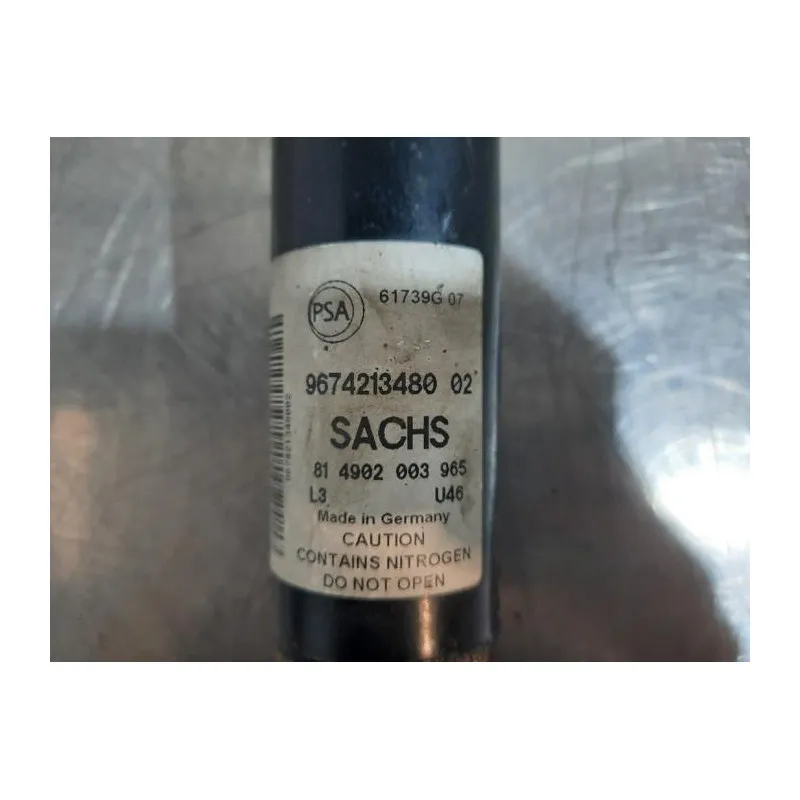 PSA
61739G 07
9674213480 02
SACHS
81 4902 003 965
L3 U46
Made in Germany
CAUTION
CONTAINS NITROGEN
DO NOT OPEN